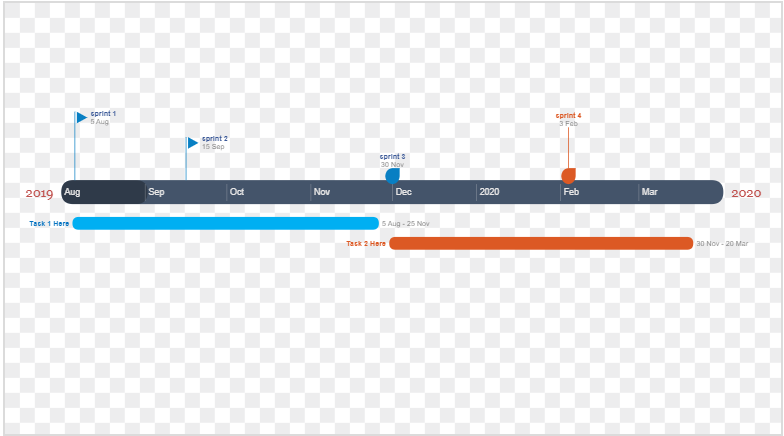 sprint 1
5 Aug
sprint 2
15 Sep
sprint 3
30 Nov
sprint 4
3 Feb
2019 Aug Sep Oct Nov Dec 2020 Feb Mar 2020
Task 1 Here 5 Aug - 25 Nov
Task 2 Here 30 Nov - 20 Mar